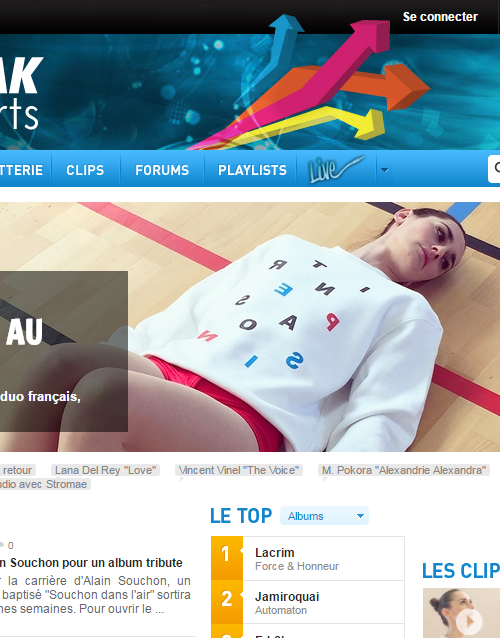 Se connecter
AK
rts
TTERIE CLIPS FORUMS PLAYLISTS Live
R T I
E N
S O A P
N I S
AU
duo français,
retour Lana Del Rey "Love" Vincent Vinel "The Voice" M. Pokora "Alexandrie Alexandra"
udio avec Stromae
LE TOP Albums
0
n Souchon pour un album tribute
r la carrière d'Alain Souchon, un
baptisé "Souchon dans l'air" sortira
nes semaines. Pour ouvrir le ...
1 Lacrim
Force & Honneur
2 Jamiroquai
Automaton
LES CLIP